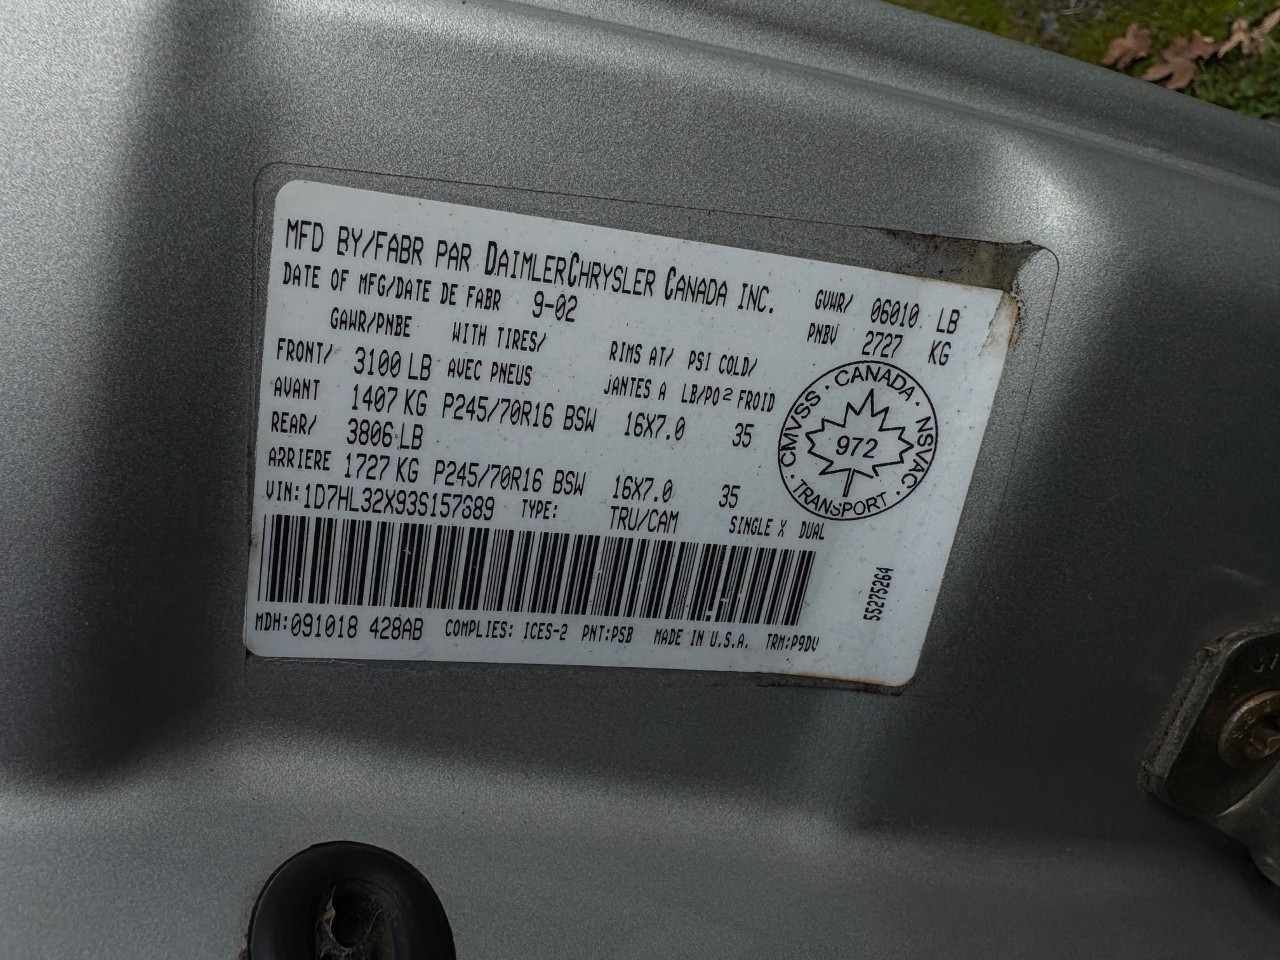 MFD BY/FABR PAR DAIMLERCHRYSLER CANADA INC.
DATE OF MFG/DATE DE FABR 9-02
GVWR/ 06010 LB
PNBV 2727 KG
GAWR/PNBE WITH TIRES/ RIMS AT/ PSI COLD/
FRONT/ 3100 LB AVEC PNEUS JANTES A LB/PO² FROID
AVANT 1407 KG P245/70R16 BSW 16X7.0 35
REAR/ 3806 LB
ARRIERE 1727 KG P245/70R16 BSW 16X7.0 35
VIN: TYPE: TRU/CAM SINGLE X DUAL
CANADA · NSVAC · TRANSPORT · CMVSS
972
55275264
MDH:091018 428AB COMPLIES: ICES-2 PNT:PSB MADE IN U.S.A. TRM:P9DV